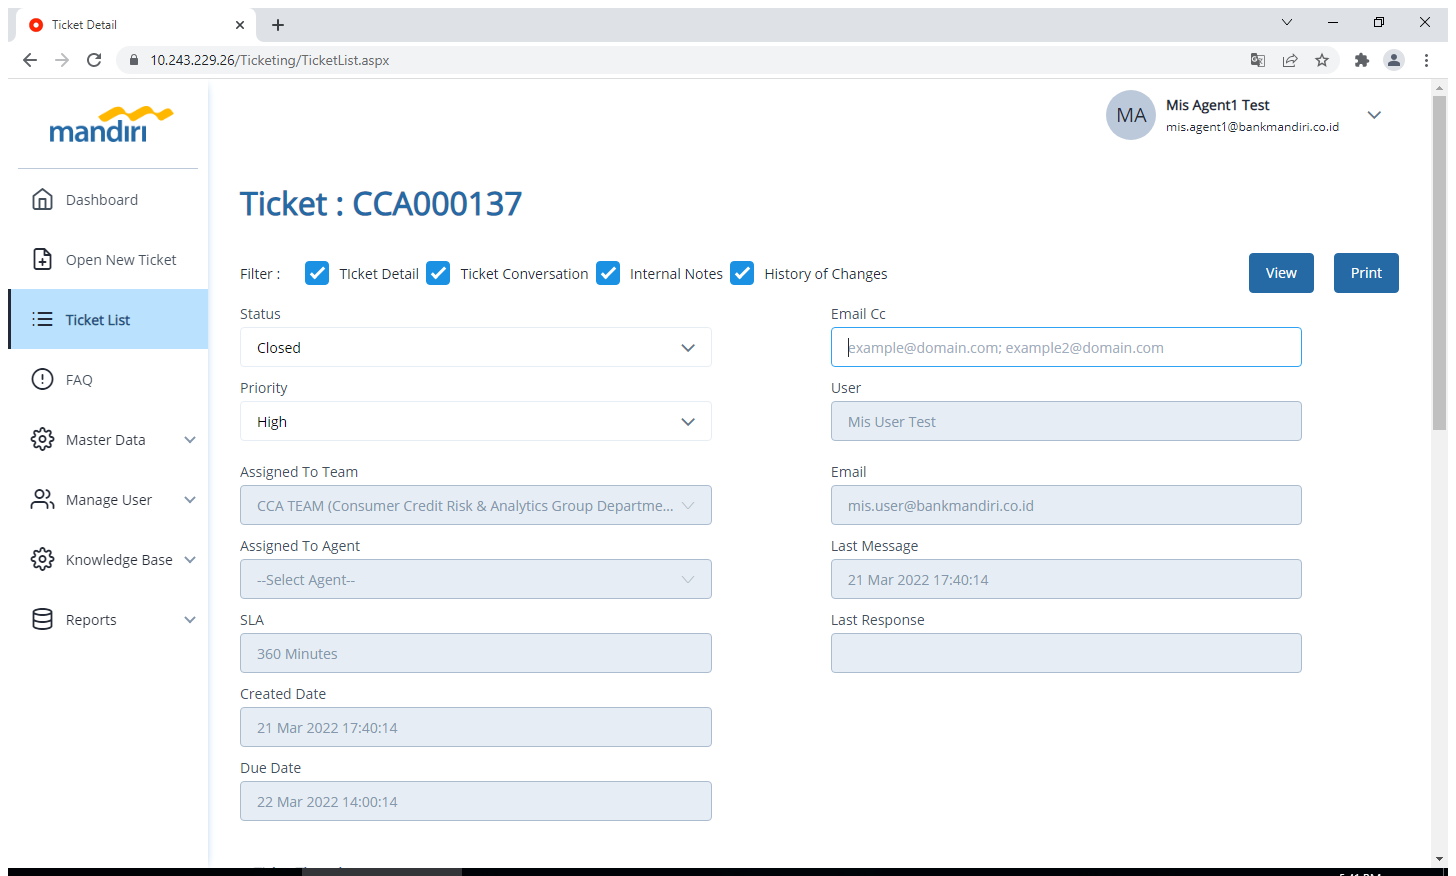 Ticket Detail
10.243.229.26/Ticketing/TicketList.aspx
mandiri
MA
Mis Agent1 Test
mis.agent1@bankmandiri.co.id
Dashboard
Open New Ticket
Ticket List
FAQ
Master Data
Manage User
Knowledge Base
Reports
Ticket : CCA000137
Filter :
TIcket Detail
Ticket Conversation
Internal Notes
History of Changes
View
Print
Status
Closed
Email Cc
example@domain.com; example2@domain.com
Priority
High
User
Mis User Test
Assigned To Team
CCA TEAM (Consumer Credit Risk & Analytics Group Departme...
Email
mis.user@bankmandiri.co.id
Assigned To Agent
--Select Agent--
Last Message
21 Mar 2022 17:40:14
SLA
360 Minutes
Last Response
Created Date
21 Mar 2022 17:40:14
Due Date
22 Mar 2022 14:00:14